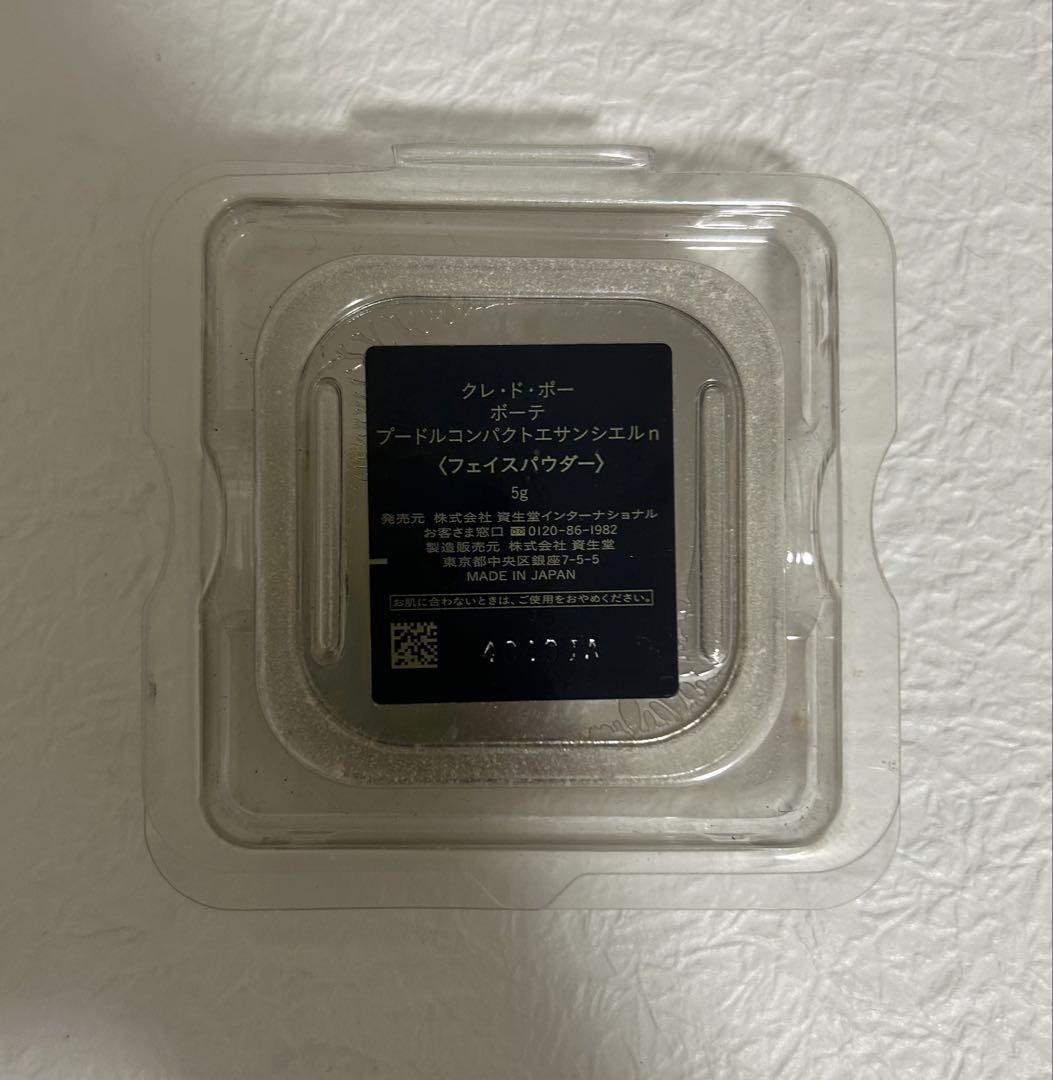 クレ・ド・ポー
ボーテ
プードルコンパクトエサンシエルn
〈フェイスパウダー〉
5g
発売元 株式会社 資生堂インターナショナル
お客さま窓口 0120-86-1982
製造販売元 株式会社 資生堂
東京都中央区銀座7-5-5
MADE IN JAPAN
お肌に合わないときは、ご使用をおやめください。